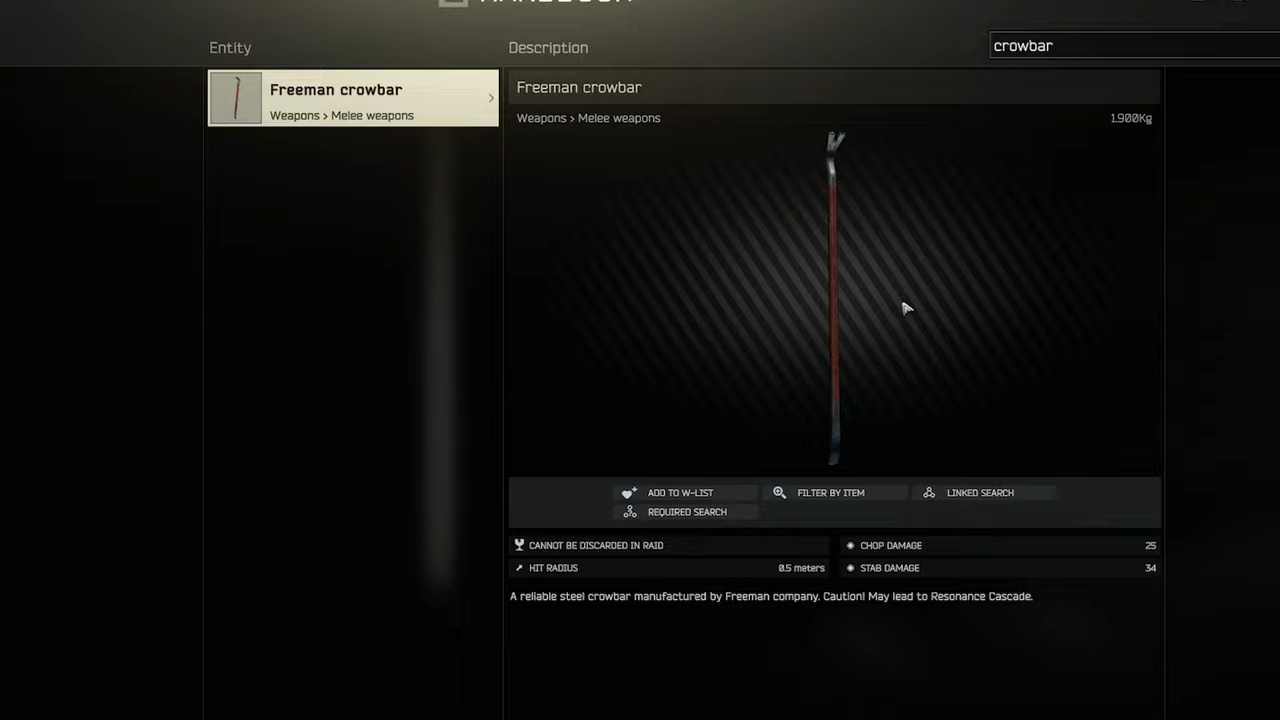 Entity
Description
crowbar
Freeman crowbar
Weapons > Melee weapons
Freeman crowbar
Weapons > Melee weapons
1.900Kg
ADD TO W-LIST
FILTER BY ITEM
LINKED SEARCH
REQUIRED SEARCH
CANNOT BE DISCARDED IN RAID
CHOP DAMAGE
25
HIT RADIUS
0.5 meters
STAB DAMAGE
34
A reliable steel crowbar manufactured by Freeman company. Caution! May lead to Resonance Cascade.